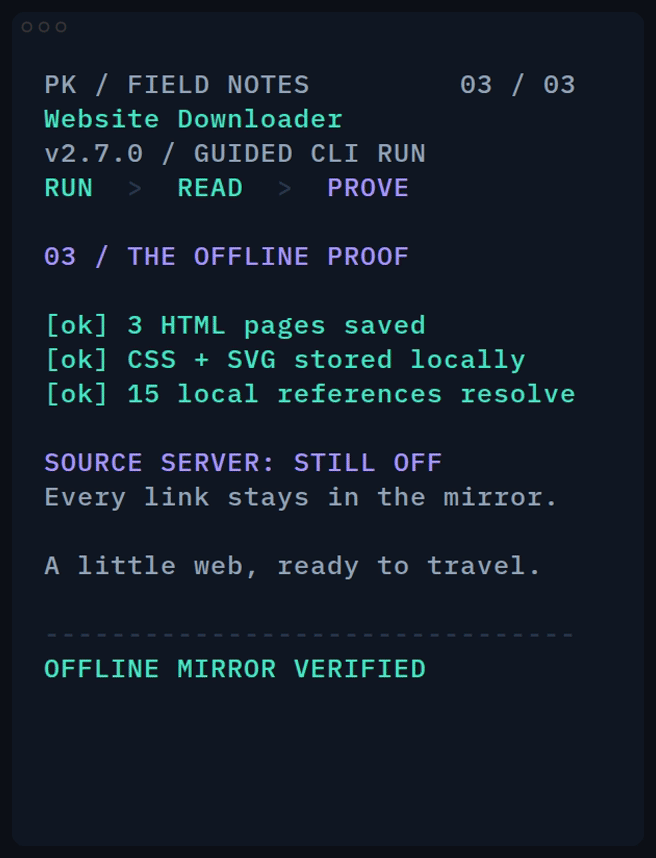 PK / FIELD NOTES 03 / 03
Website Downloader
v2.7.0 / GUIDED CLI RUN
RUN > READ > PROVE
03 / THE OFFLINE PROOF
[ok] 3 HTML pages saved
[ok] CSS + SVG stored locally
[ok] 15 local references resolve
SOURCE SERVER: STILL OFF
Every link stays in the mirror.
A little web, ready to travel.
--------------------------------
OFFLINE MIRROR VERIFIED